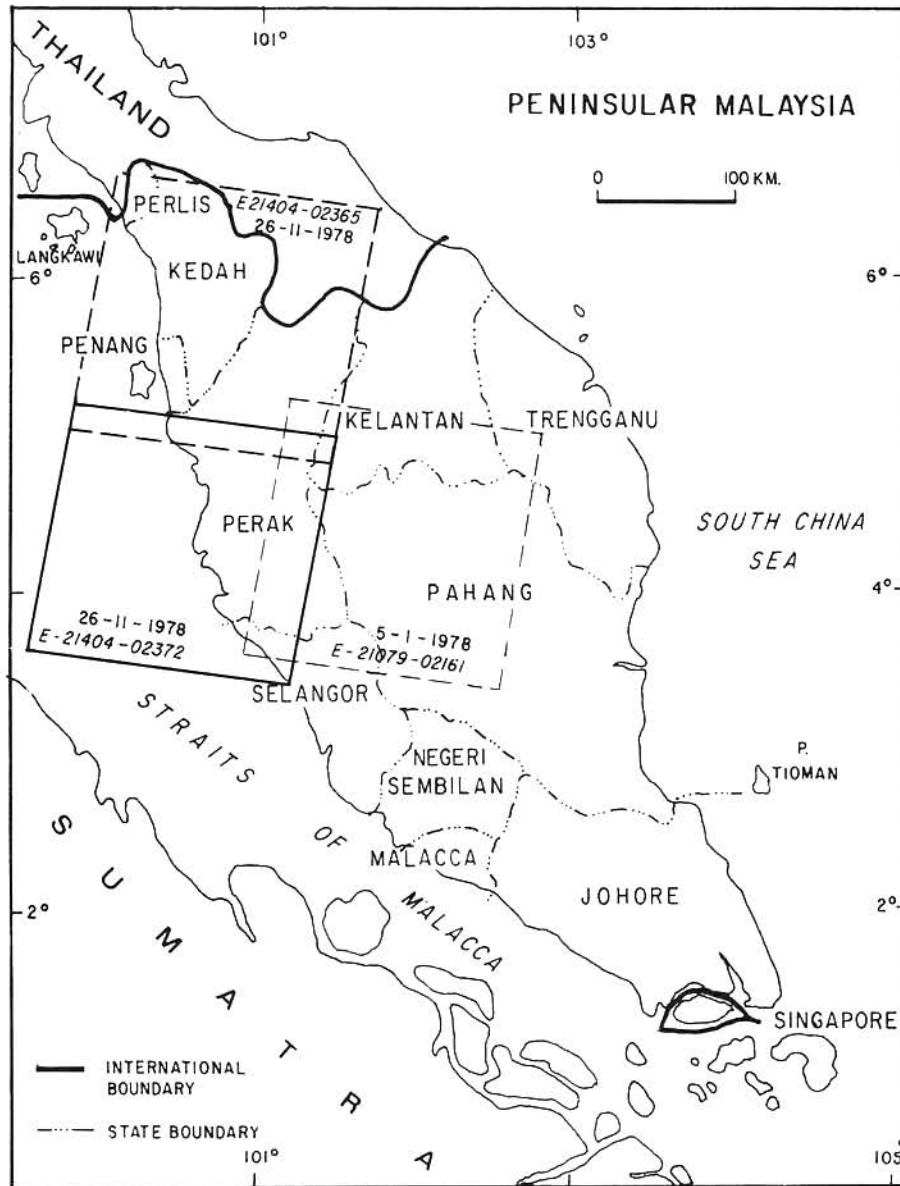 101°
103°
THAILAND
PENINSULAR MALAYSIA
0
100 KM.
PERLIS
E21404-02365
26-11-1978
LANGKAWI
KEDAH
6°
6°
PENANG
KELANTAN
TRENGGANU
PERAK
SOUTH CHINA
SEA
PAHANG
4°
26-11-1978
E-21404-02372
5-1-1978
E-21079-02161
SELANGOR
STRAITS
OF
MALACCA
NEGERI
SEMBILAN
P.
TIOMAN
MALACCA
JOHORE
2°
2°
SUMATRA
SINGAPORE
INTERNATIONAL
BOUNDARY
STATE BOUNDARY
101°
103°
105°